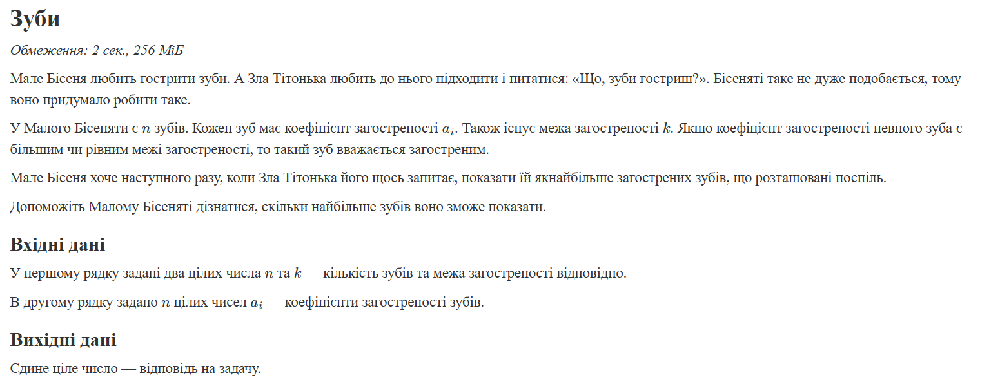 Зуби
Обмеження: 2 сек., 256 МіБ
Мале Бісеня любить гострити зуби. А Зла Тітонька любить до нього підходити і питатися: «Що, зуби гостриш?». Бісеняті таке не дуже подобається, тому
воно придумало робити таке.
У Малого Бісеняти є n зубів. Кожен зуб має коефіцієнт загостреності aᵢ. Також існує межа загостреності k. Якщо коефіцієнт загостреності певного зуба є
більшим чи рівним межі загостреності, то такий зуб вважається загостреним.
Мале Бісеня хоче наступного разу, коли Зла Тітонька його щось запитає, показати їй якнайбільше загострених зубів, що розташовані поспіль.
Допоможіть Малому Бісеняті дізнатися, скільки найбільше зубів воно зможе показати.
Вхідні дані
У першому рядку задані два цілих числа n та k — кількість зубів та межа загостреності відповідно.
В другому рядку задано n цілих чисел aᵢ — коефіцієнти загостреності зубів.
Вихідні дані
Єдине ціле число — відповідь на задачу.